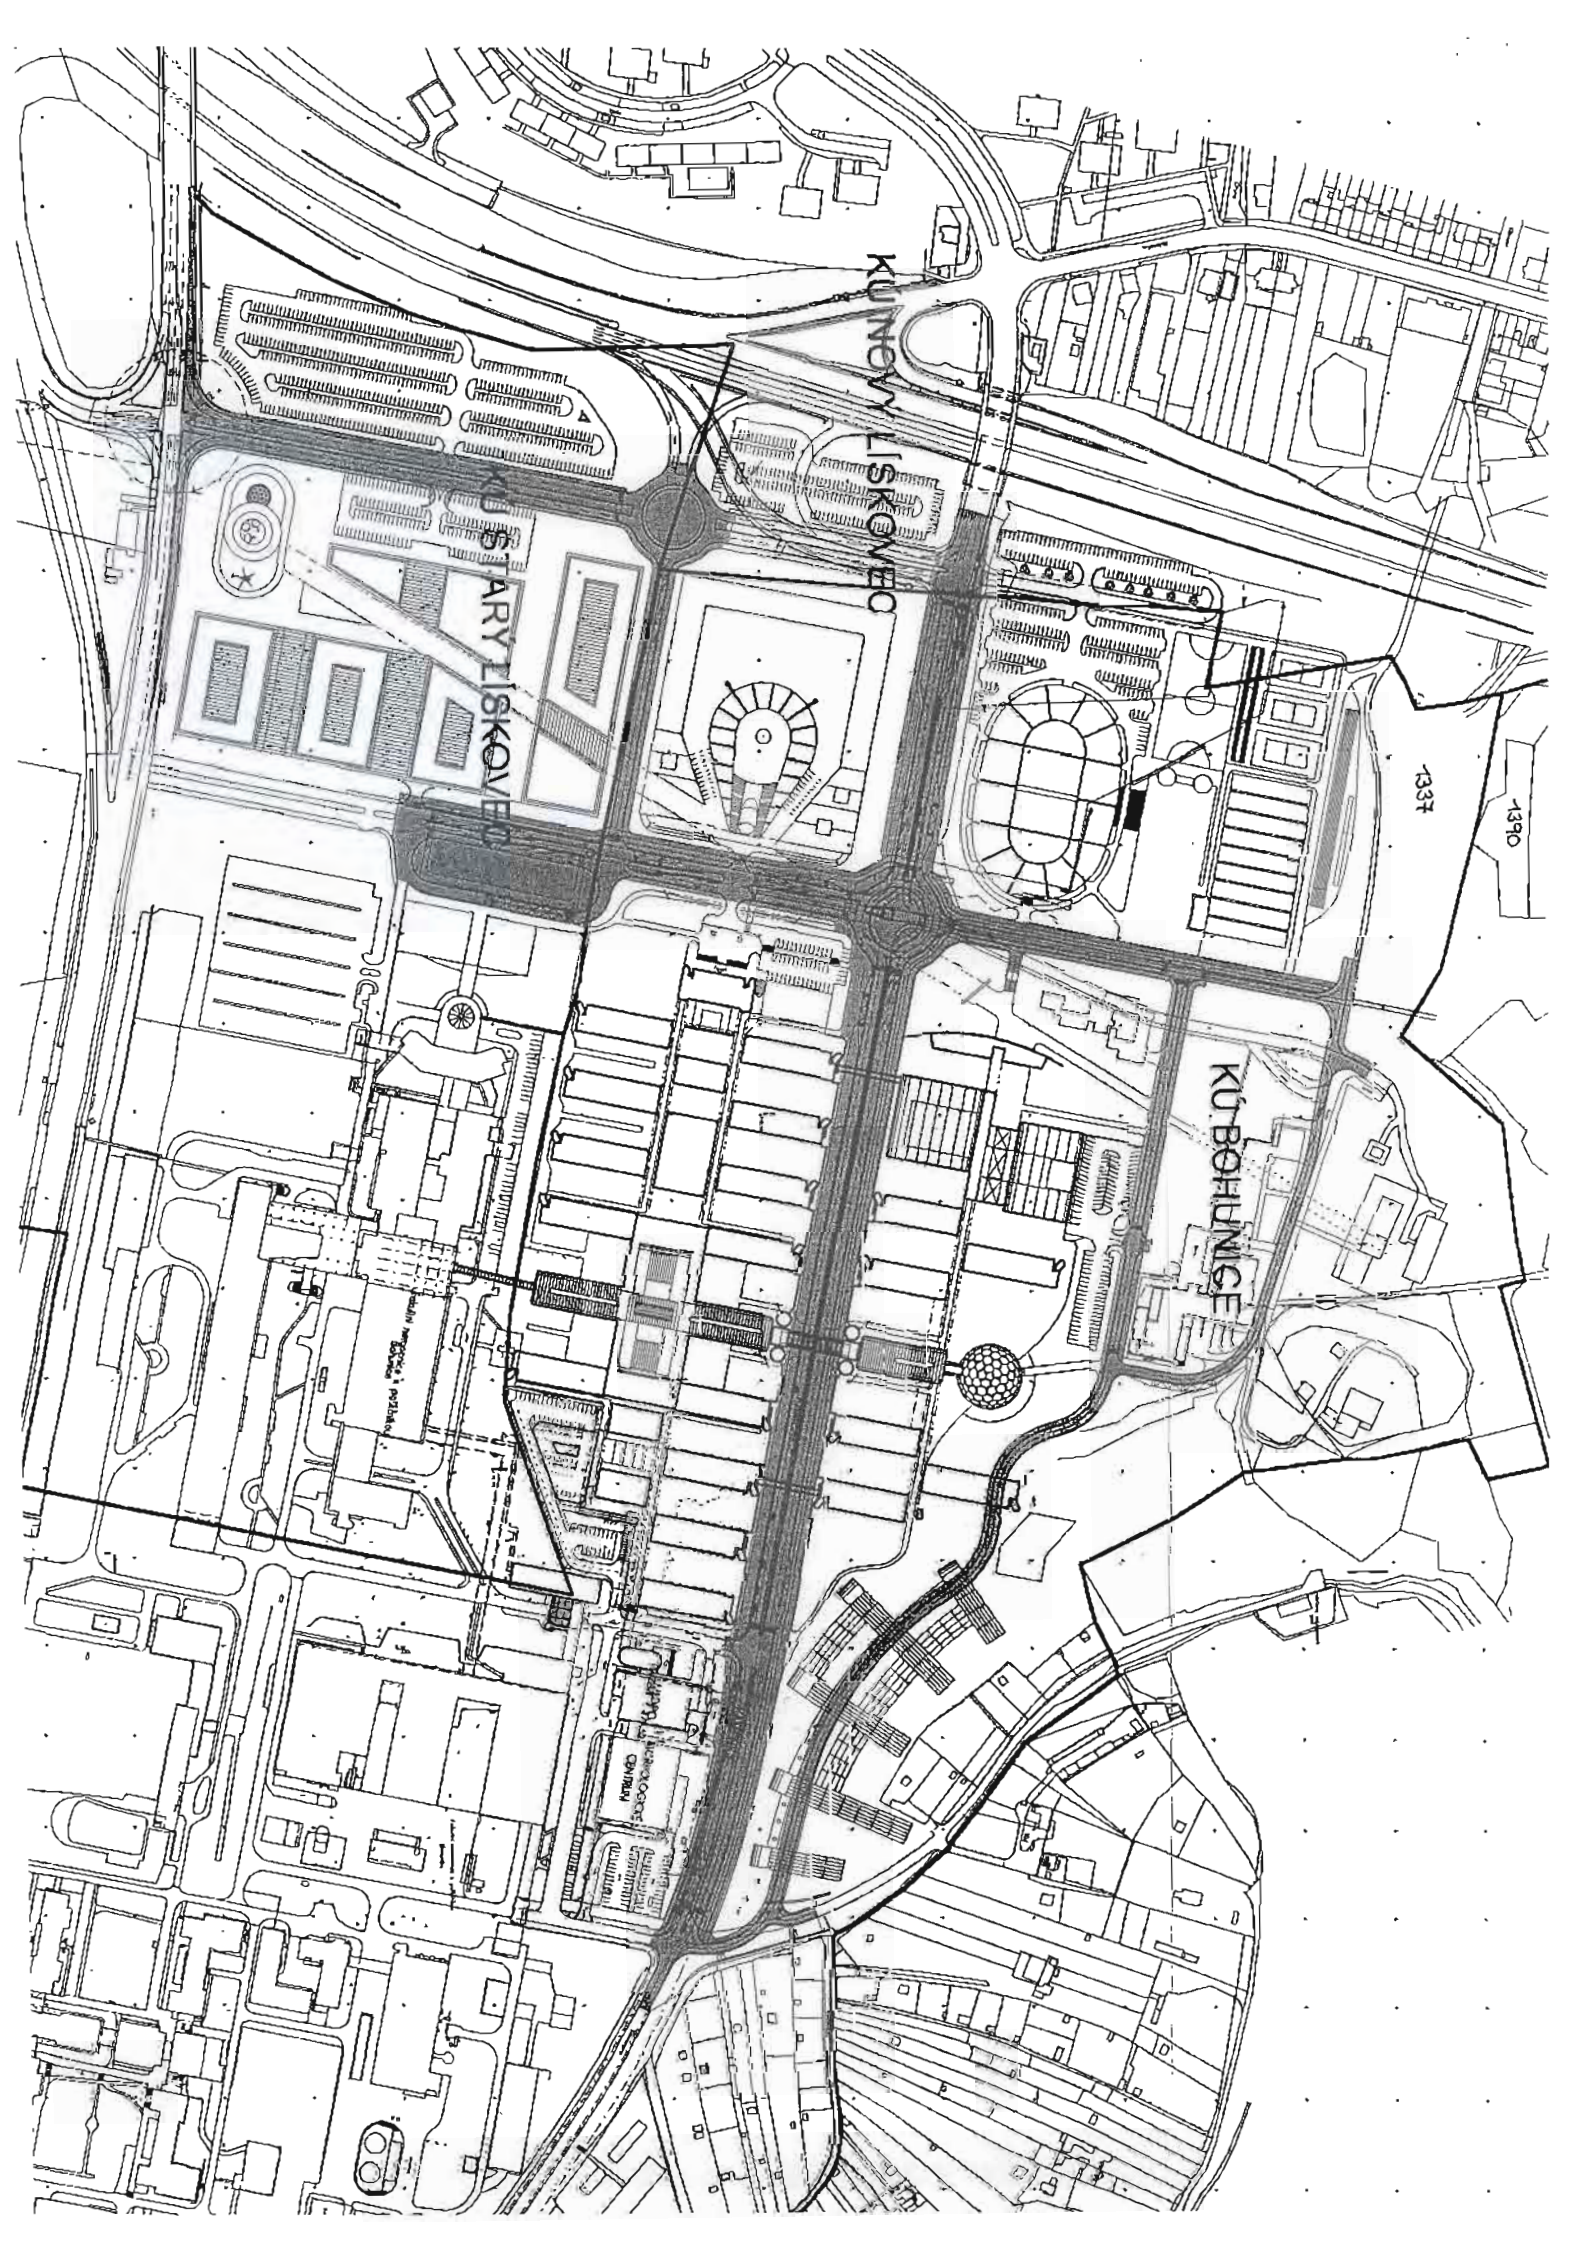 KÚ NOVÝ LÍSKOVEC
KÚ STARÝ LÍSKOVEC
1337
1390
KÚ BOHUNICE
CENTRUM